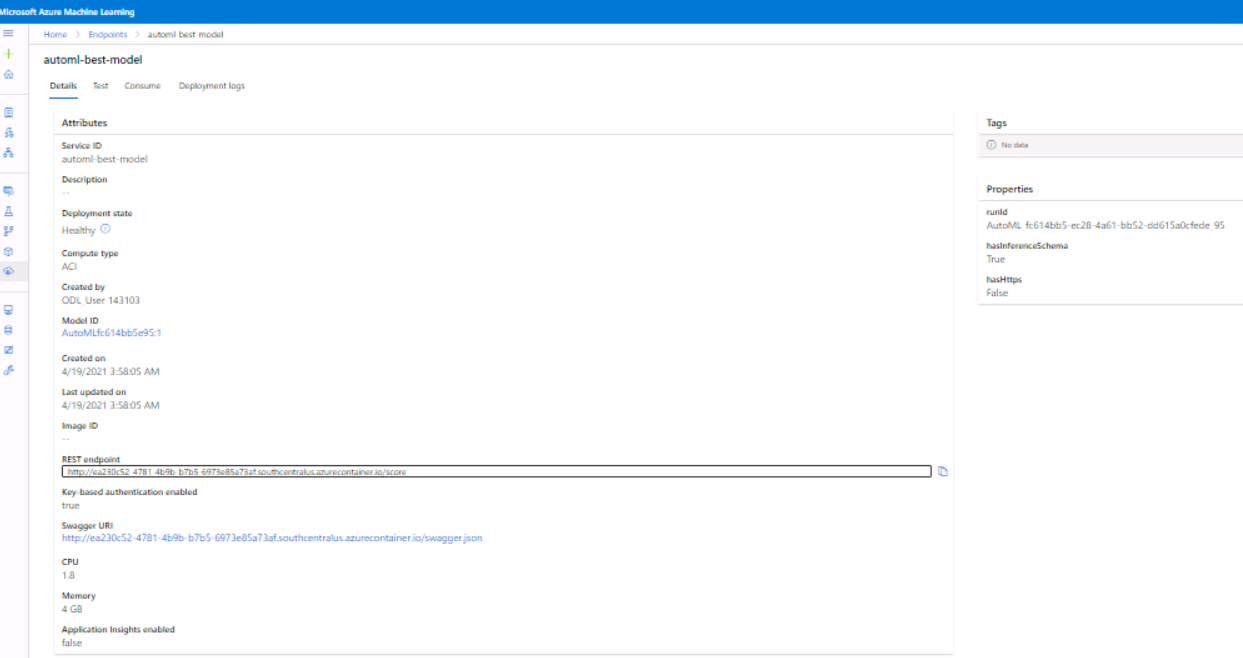 Microsoft Azure Machine Learning
Home > Endpoints > automl-best-model
automl-best-model
Details Test Consume Deployment logs
Attributes
Service ID
automl-best-model
Description
--
Deployment state
Healthy
Compute type
ACI
Created by
ODL_User 143103
Model ID
AutoMLfc614bb5e95:1
Created on
4/19/2021 3:58:05 AM
Last updated on
4/19/2021 3:58:05 AM
Image ID
--
REST endpoint
http://ea230c52-4781-4b9b-b7b5-6973e85a73af.southcentralus.azurecontainer.io/score
Key-based authentication enabled
true
Swagger URI
http://ea230c52-4781-4b9b-b7b5-6973e85a73af.southcentralus.azurecontainer.io/swagger.json
CPU
1.8
Memory
4 GB
Application Insights enabled
false
Tags
No data
Properties
runId
AutoML_fc614bb5-ec28-4a61-bb52-dd615a0cfede_95
hasInferenceSchema
True
hasHttps
False